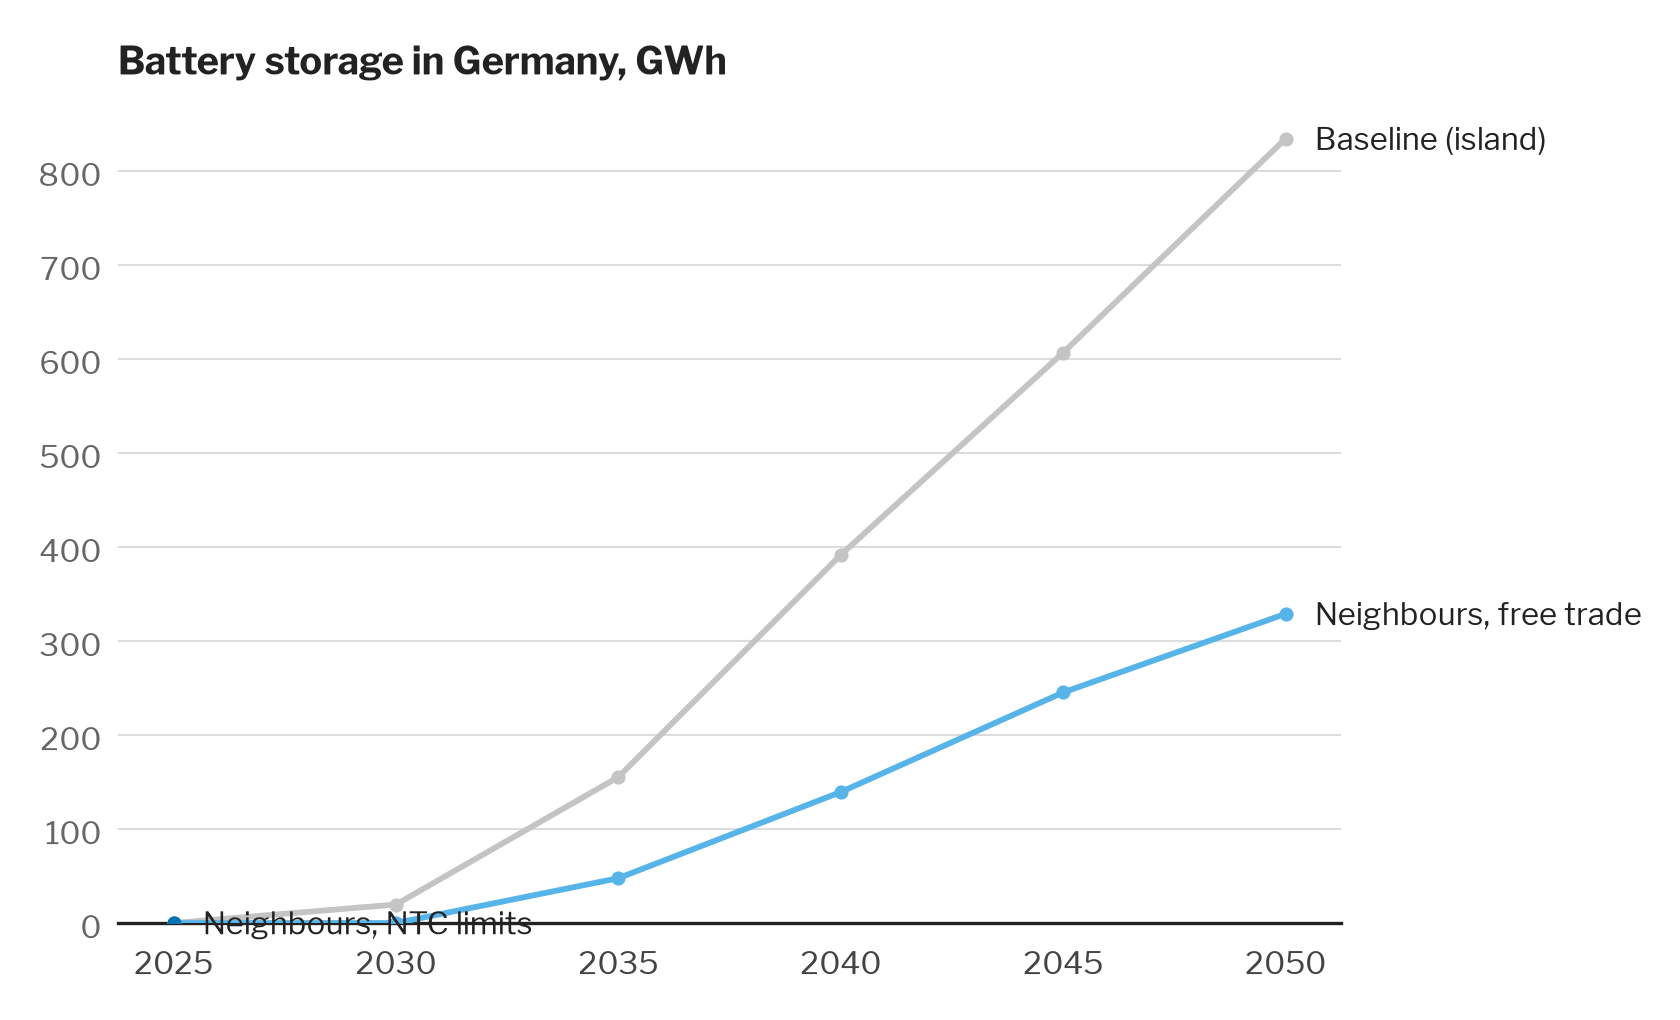 Battery storage in Germany, GWh
Baseline (island)
800
700
600
500
400
Neighbours, free trade
300
200
100
0
Neighbours, NTC limits
2025 2030 2035 2040 2045 2050